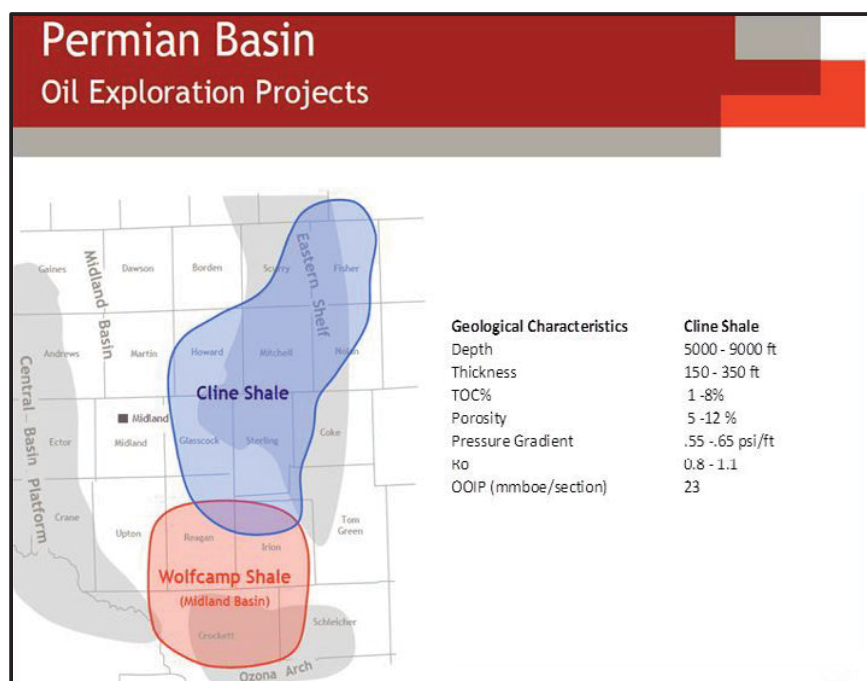 Permian Basin
Oil Exploration Projects
Gaines
Dawson
Borden
Scurry
Fisher
Midland Basin
Eastern Shelf
Andrews
Martin
Howard
Mitchell
Nolan
Central Basin Platform
Cline Shale
Midland
Ector
Midland
Glasscock
Sterling
Coke
Crane
Upton
Reagan
Irion
Tom
Green
Wolfcamp Shale
(Midland Basin)
Crockett
Schleicher
Ozona Arch
Geological Characteristics Cline Shale
Depth 5000 - 9000 ft
Thickness 150 - 350 ft
TOC% 1 -8%
Porosity 5 -12 %
Pressure Gradient .55 -.65 psi/ft
Ro 0.8 - 1.1
OOIP (mmboe/section) 23